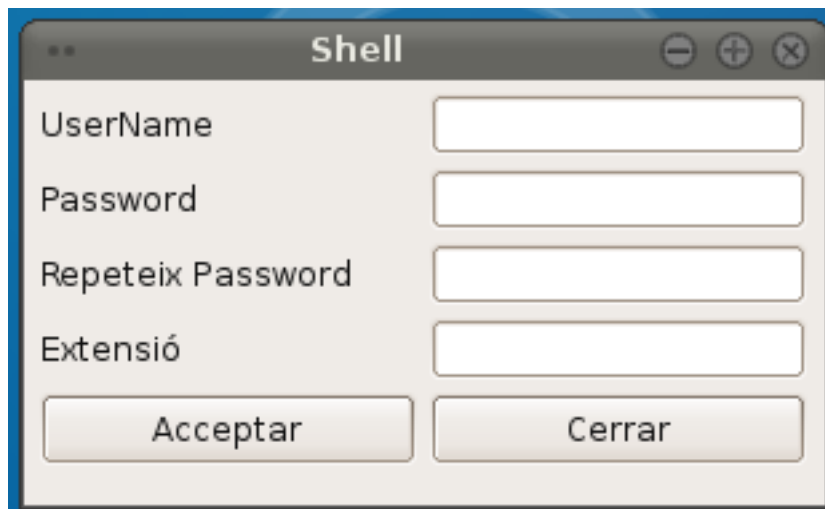 Shell
UserName
Password
Repeteix Password
Extensió
Acceptar Cerrar